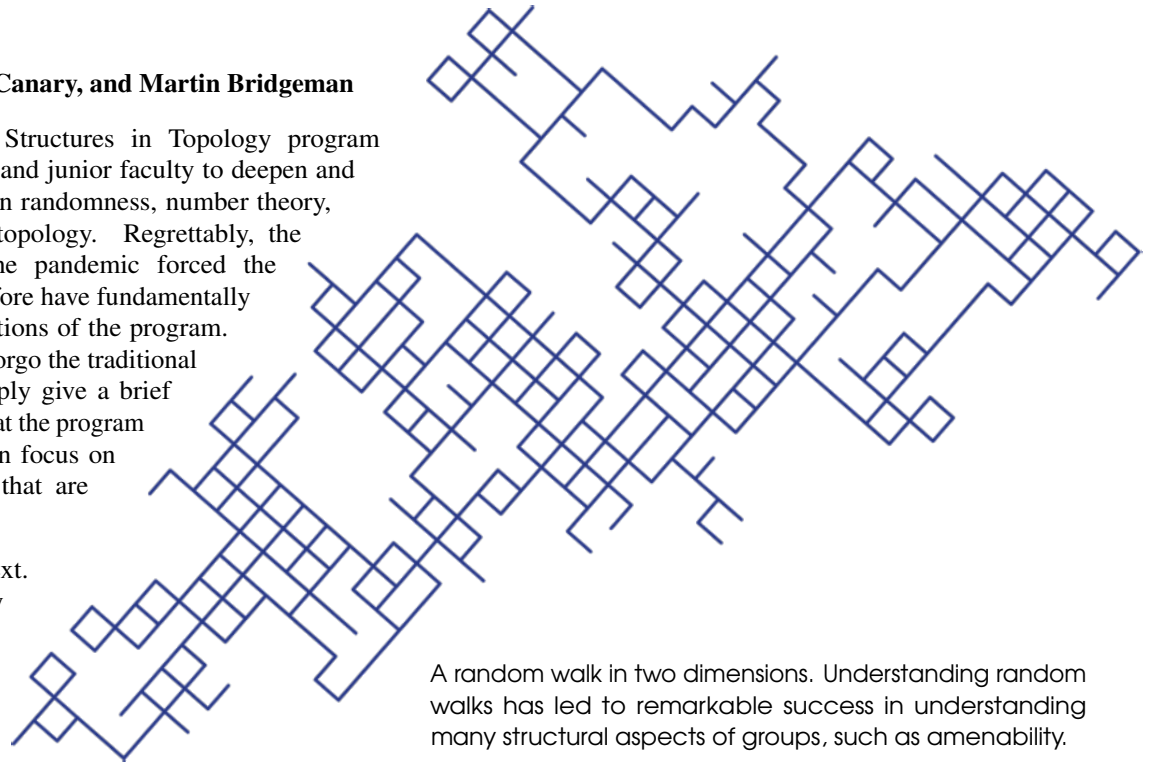 Canary, and Martin Bridgeman
Structures in Topology program
and junior faculty to deepen and
n randomness, number theory,
topology. Regrettably, the
ne pandemic forced the
fore have fundamentally
tions of the program.
orgo the traditional
ply give a brief
at the program
n focus on
that are
xt.
A random walk in two dimensions. Understanding random
walks has led to remarkable success in understanding
many structural aspects of groups, such as amenability.